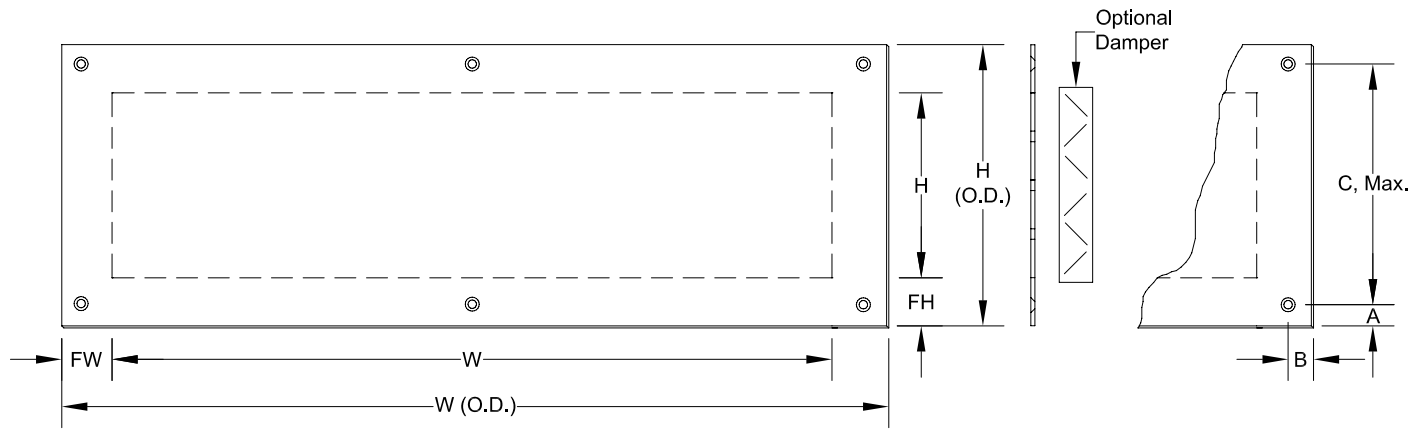 Optional
Damper
H
H
(O.D.)
C, Max.
FH
A
FW
W
B
W (O.D.)